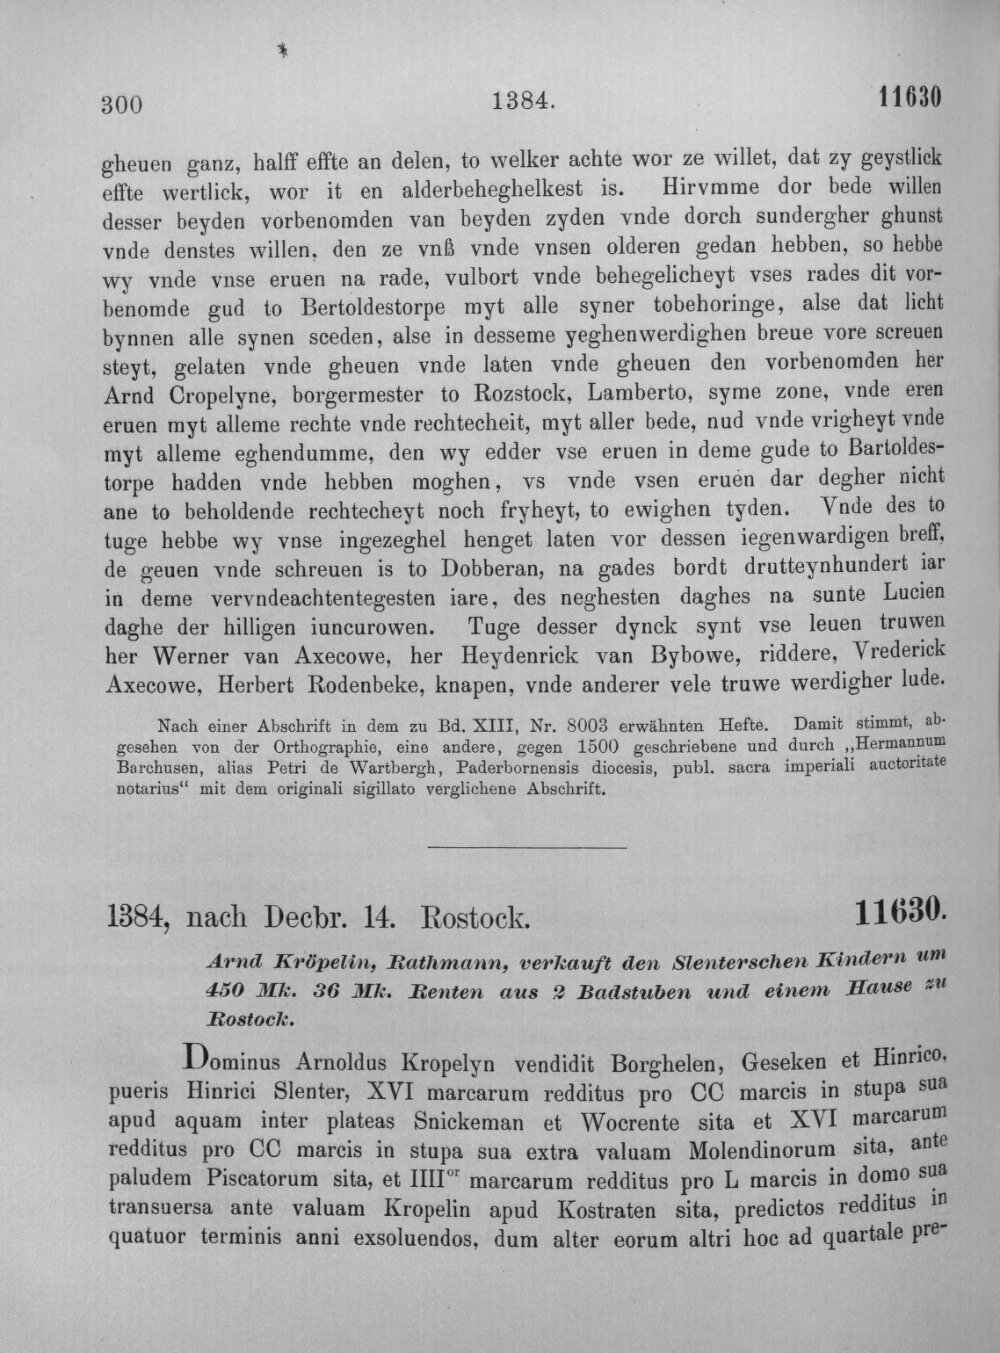 300 1384. 11630
gheuen ganz, halff effte an delen, to welker achte wor ze willet, dat zy geystlick
effte wertlick, wor it en alderbeheghelkest is. Hirvmme dor bede willen
desser beyden vorbenomden van beyden zyden vnde dorch sundergher ghunst
vnde denstes willen, den ze vnß vnde vnsen olderen gedan hebben, so hebbe
wy vnde vnse eruen na rade, vulbort vnde behegelicheyt vses rades dit vor-
benomde gud to Bertoldestorpe myt alle syner tobehoringe, alse dat licht
bynnen alle synen sceden, alse in desseme yeghenwerdighen breue vore screuen
steyt, gelaten vnde gheuen vnde laten vnde gheuen den vorbenomden her
Arnd Cropelyne, borgermester to Rozstock, Lamberto, syme zone, vnde eren
eruen myt alleme rechte vnde rechtecheit, myt aller bede, nud vnde vrigheyt vnde
myt alleme eghendumme, den wy edder vse eruen in deme gude to Bartoldes-
torpe hadden vnde hebben moghen, vs vnde vsen eruen dar degher nicht
ane to beholdende rechtecheyt noch fryheyt, to ewighen tyden. Vnde des to
tuge hebbe wy vnse ingezeghel henget laten vor dessen iegenwardigen breff,
de geuen vnde schreuen is to Dobberan, na gades bordt drutteynhundert iar
in deme vervndeachtentegesten iare, des neghesten daghes na sunte Lucien
daghe der hilligen iuncurowen. Tuge desser dynck synt vse leuen truwen
her Werner van Axecowe, her Heydenrick van Bybowe, riddere, Vrederick
Axecowe, Herbert Rodenbeke, knapen, vnde anderer vele truwe werdigher lude.
Nach einer Abschrift in dem zu Bd. XIII, Nr. 8003 erwähnten Hefte. Damit stimmt, ab-
gesehen von der Orthographie, eine andere, gegen 1500 geschriebene und durch „Hermannum
Barchusen, alias Petri de Wartbergh, Paderbornensis diocesis, publ. sacra imperiali auctoritate
notarius“ mit dem originali sigillato verglichene Abschrift.
1384, nach Decbr. 14. Rostock. 11630.
Arnd Kröpelin, Rathmann, verkauft den Slenterschen Kindern um
450 Mk. 36 Mk. Renten aus 2 Badstuben und einem Hause zu
Rostock.
Dominus Arnoldus Kropelyn vendidit Borghelen, Geseken et Hinrico,
pueris Hinrici Slenter, XVI marcarum redditus pro CC marcis in stupa sua
apud aquam inter plateas Snickeman et Wocrente sita et XVI marcarum
redditus pro CC marcis in stupa sua extra valuam Molendinorum sita, ante
paludem Piscatorum sita, et IIIIor marcarum redditus pro L marcis in domo sua
transuersa ante valuam Kropelin apud Kostraten sita, predictos redditus in
quatuor terminis anni exsoluendos, dum alter eorum altri hoc ad quartale pre-